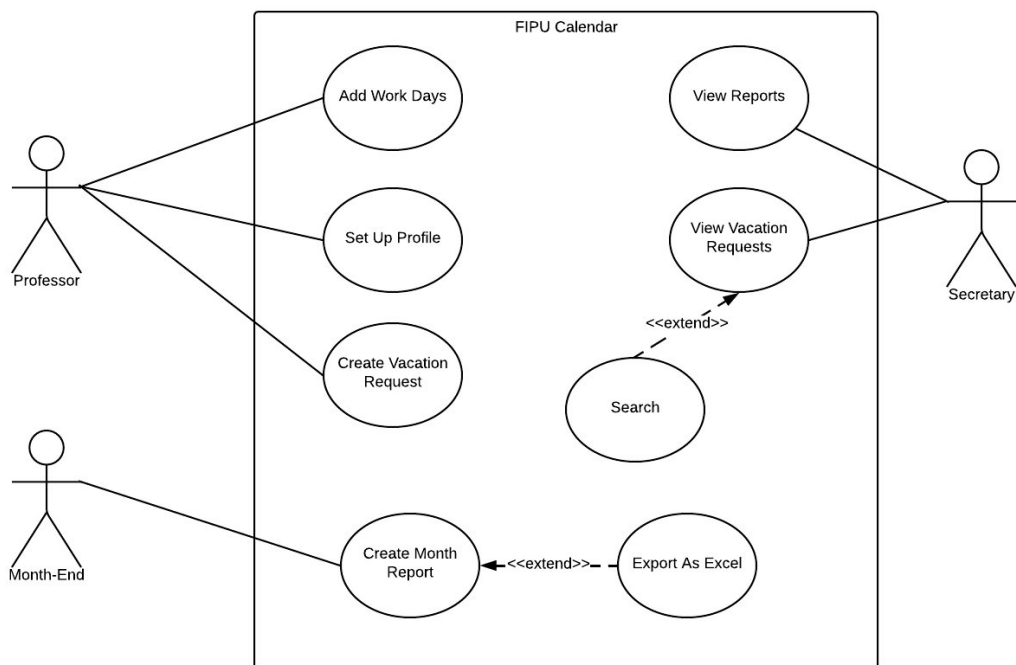 FIPU Calendar
Add Work Days
View Reports
Set Up Profile
View Vacation
Requests
Professor
Secretary
<<extend>>
Create Vacation
Request
Search
Create Month
Report
<<extend>>
Export As Excel
Month-End